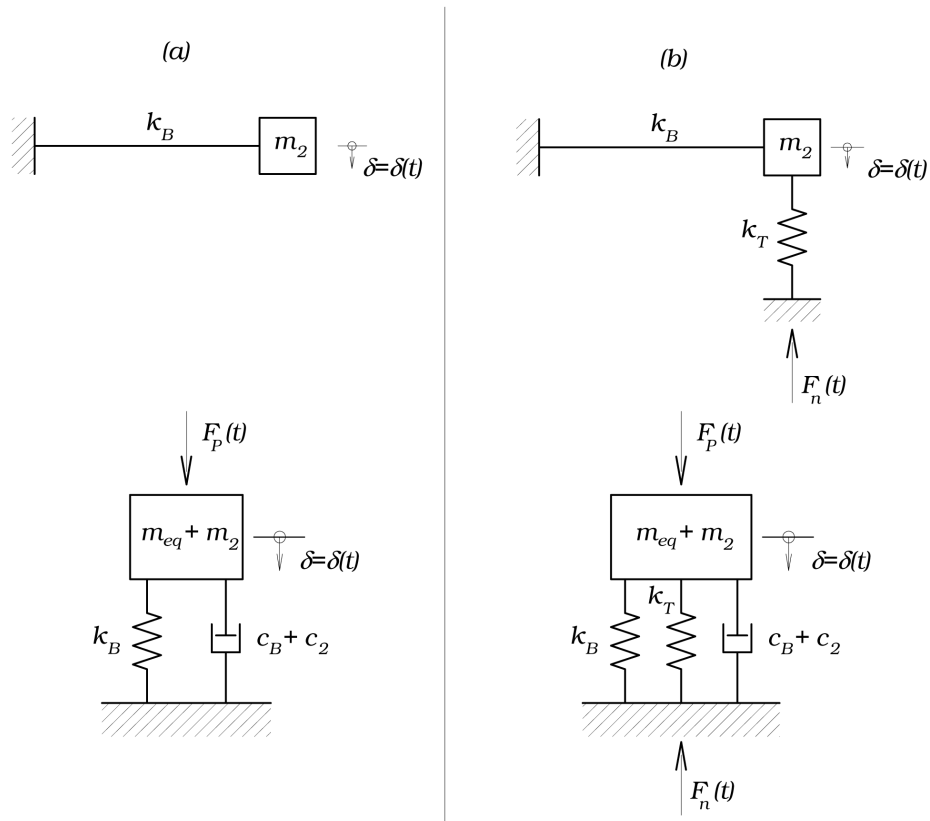 (a)
k_B
m_2
δ=δ(t)
F_P(t)
m_eq + m_2
δ=δ(t)
k_B
c_B + c_2
(b)
k_B
m_2
δ=δ(t)
k_T
F_n(t)
F_P(t)
m_eq + m_2
δ=δ(t)
k_T
k_B
c_B + c_2
F_n(t)